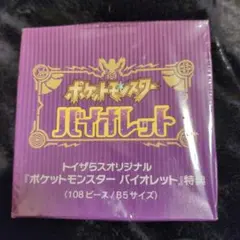 ポケットモンスター
バイオレット
トイザらスオリジナル
『ポケットモンスター バイオレット』特典
(108ピース/B5サイズ)